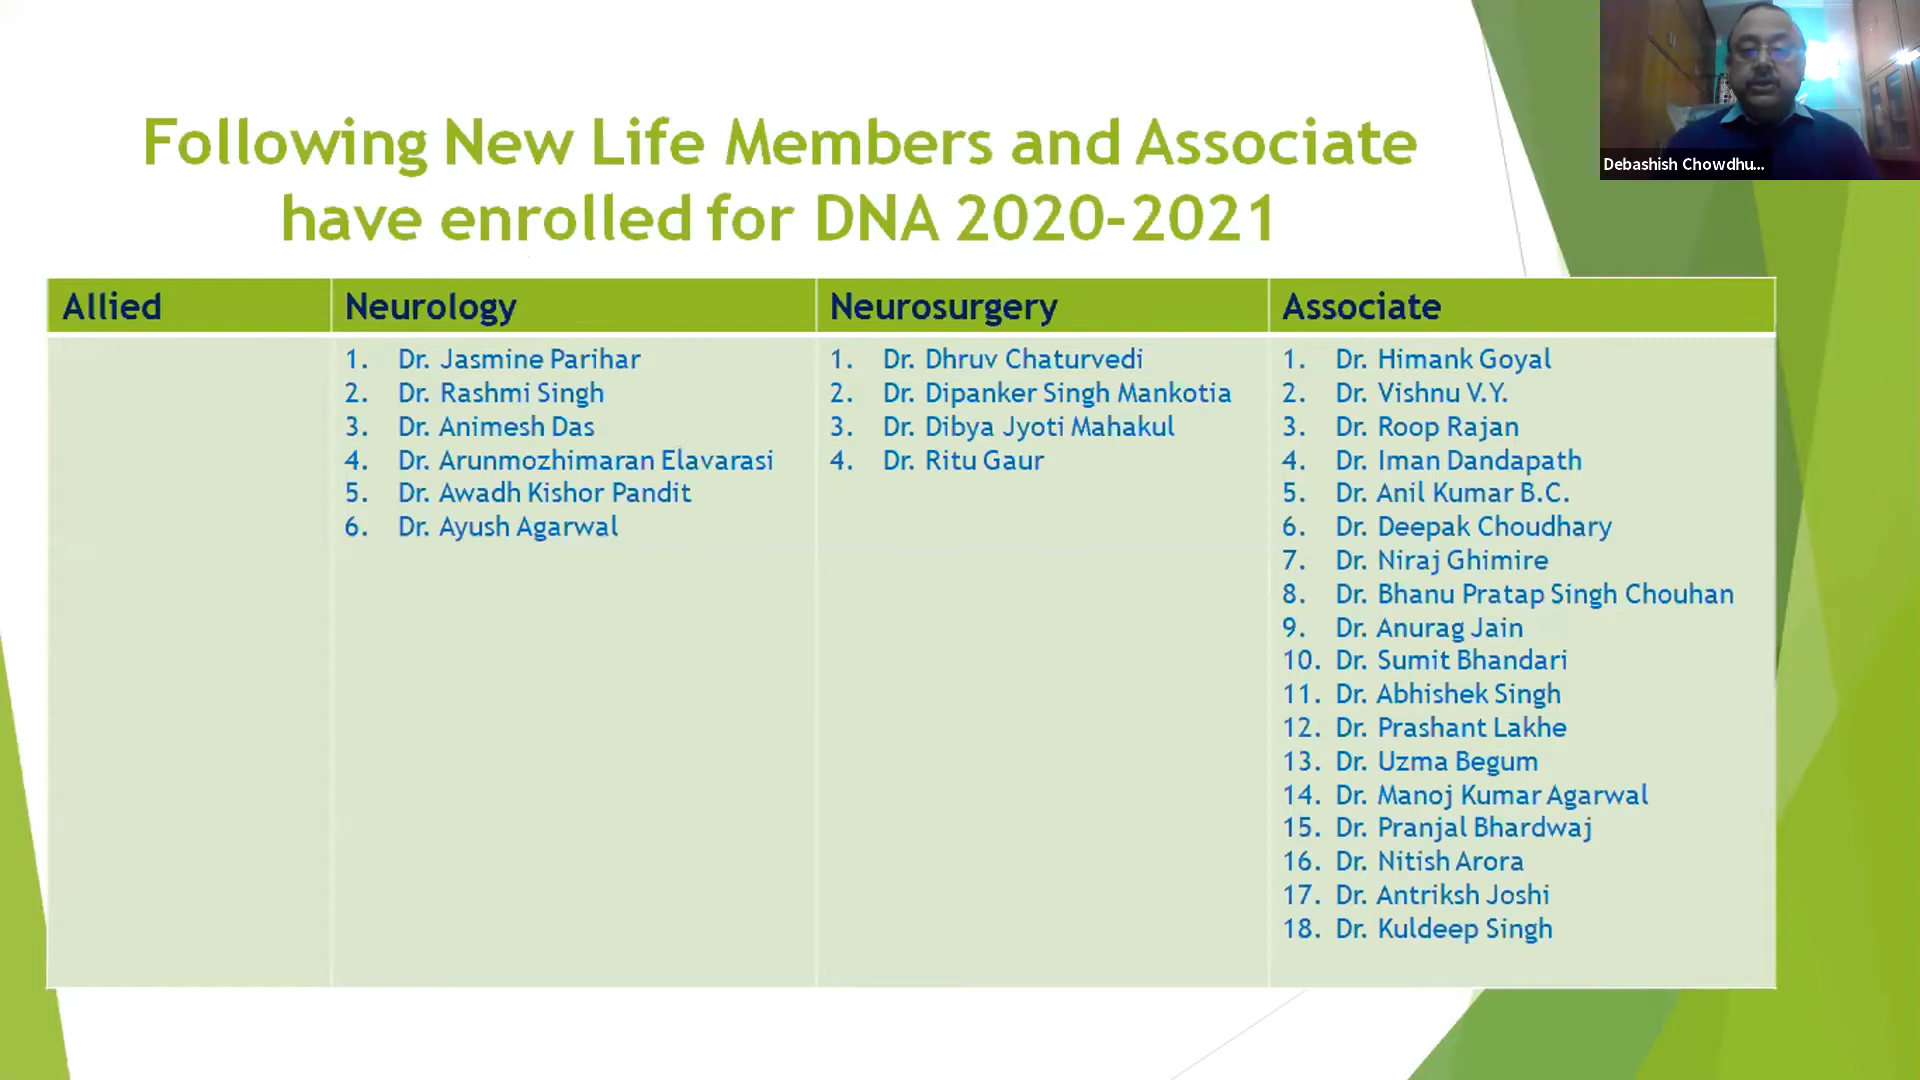 Following New Life Members and Associate
have enrolled for DNA 2020-2021
Debashish Chowdhu...
Allied
Neurology
Neurosurgery
Associate
1. Dr. Jasmine Parihar
2. Dr. Rashmi Singh
3. Dr. Animesh Das
4. Dr. Arunmozhimaran Elavarasi
5. Dr. Awadh Kishor Pandit
6. Dr. Ayush Agarwal
1. Dr. Dhruv Chaturvedi
2. Dr. Dipanker Singh Mankotia
3. Dr. Dibya Jyoti Mahakul
4. Dr. Ritu Gaur
1. Dr. Himank Goyal
2. Dr. Vishnu V.Y.
3. Dr. Roop Rajan
4. Dr. Iman Dandapath
5. Dr. Anil Kumar B.C.
6. Dr. Deepak Choudhary
7. Dr. Niraj Ghimire
8. Dr. Bhanu Pratap Singh Chouhan
9. Dr. Anurag Jain
10. Dr. Sumit Bhandari
11. Dr. Abhishek Singh
12. Dr. Prashant Lakhe
13. Dr. Uzma Begum
14. Dr. Manoj Kumar Agarwal
15. Dr. Pranjal Bhardwaj
16. Dr. Nitish Arora
17. Dr. Antriksh Joshi
18. Dr. Kuldeep Singh